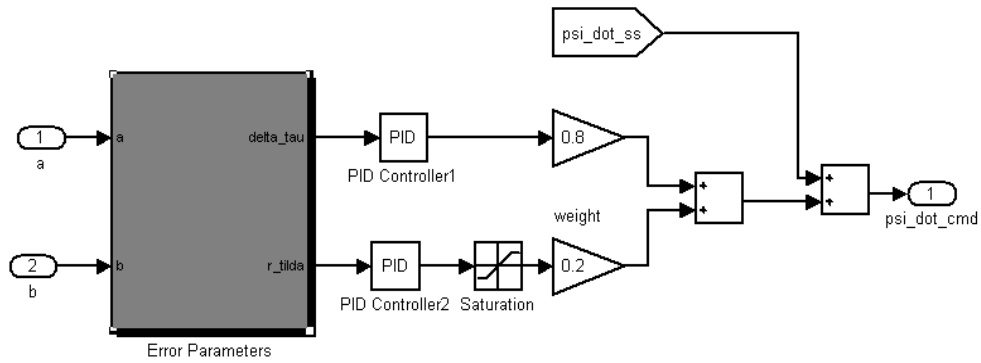 psi_dot_ss
1
a
a
delta_tau
PID
PID Controller1
0.8
+
+
+
+
1
psi_dot_cmd
weight
2
b
b
r_tilda
PID
PID Controller2
Saturation
0.2
Error Parameters